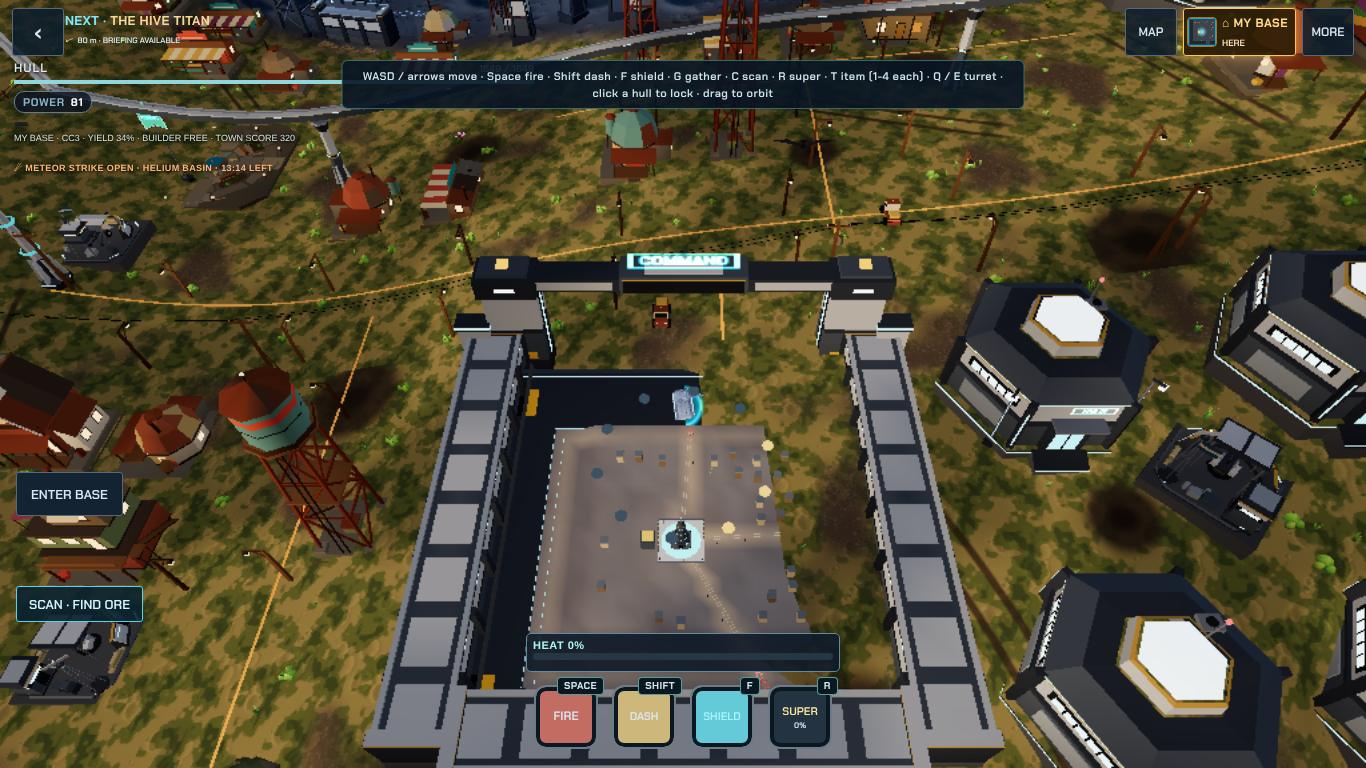 ‹
NEXT · THE HIVE TITAN
80 m · BRIEFING AVAILABLE
HULL
POWER 81
MY BASE · CC3 · YIELD 34% · BUILDER FREE · TOWN SCORE 320
METEOR STRIKE OPEN · HELIUM BASIN · 13:14 LEFT
WASD / arrows move · Space fire · Shift dash · F shield · G gather · C scan · R super · T item (1-4 each) · Q / E turret ·
click a hull to lock · drag to orbit
MAP
⌂ MY BASE
HERE
MORE
COMMAND
ENTER BASE
SCAN · FIND ORE
HEAT 0%
SPACE
FIRE
SHIFT
DASH
F
SHIELD
R
SUPER
0%